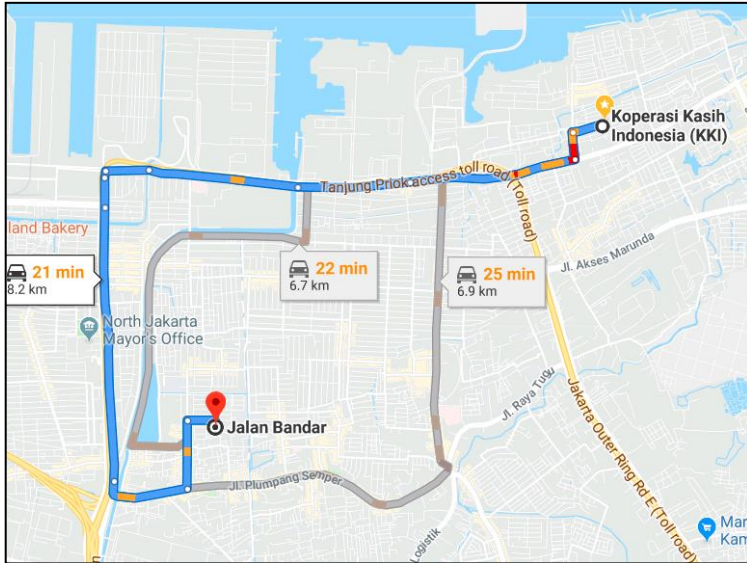 Koperasi Kasih
Indonesia (KKI)
Tanjung Priok access toll road (Toll road)
land Bakery
21 min
8.2 km
22 min
6.7 km
25 min
6.9 km
Jl. Akses Marunda
North Jakarta
Mayor's Office
Jalan Bandar
Jl. Raya Tugu
Jakarta Outer Ring Rd E (Toll road)
Jl. Plumpang Semper
Logistik
Mar
Kam